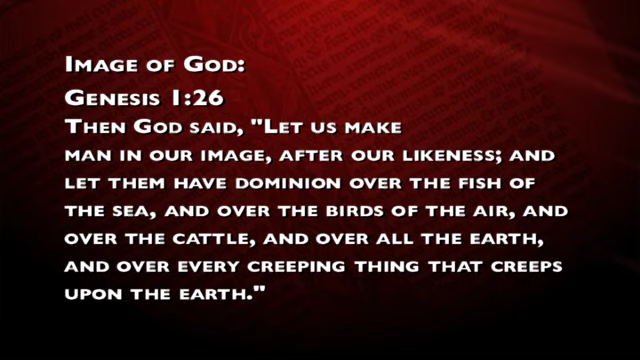 Image of God:
Genesis 1:26
Then God said, "Let us make
man in our image, after our likeness; and
let them have dominion over the fish of
the sea, and over the birds of the air, and
over the cattle, and over all the earth,
and over every creeping thing that creeps
upon the earth."